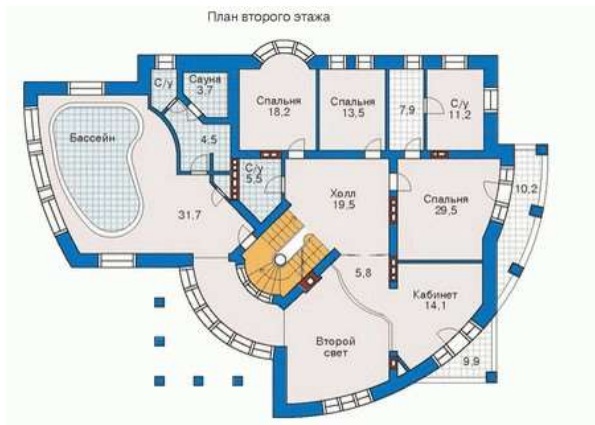 План второго этажа
С/у
Сауна
3.7
Спальня
18,2
Спальня
13,5
7,9
С/у
11,2
Бассейн
4,5
С/у
5,5
Холл
19,5
Спальня
29,5
10,2
31.7
5,8
Кабинет
14,1
Второй
свет
9.9